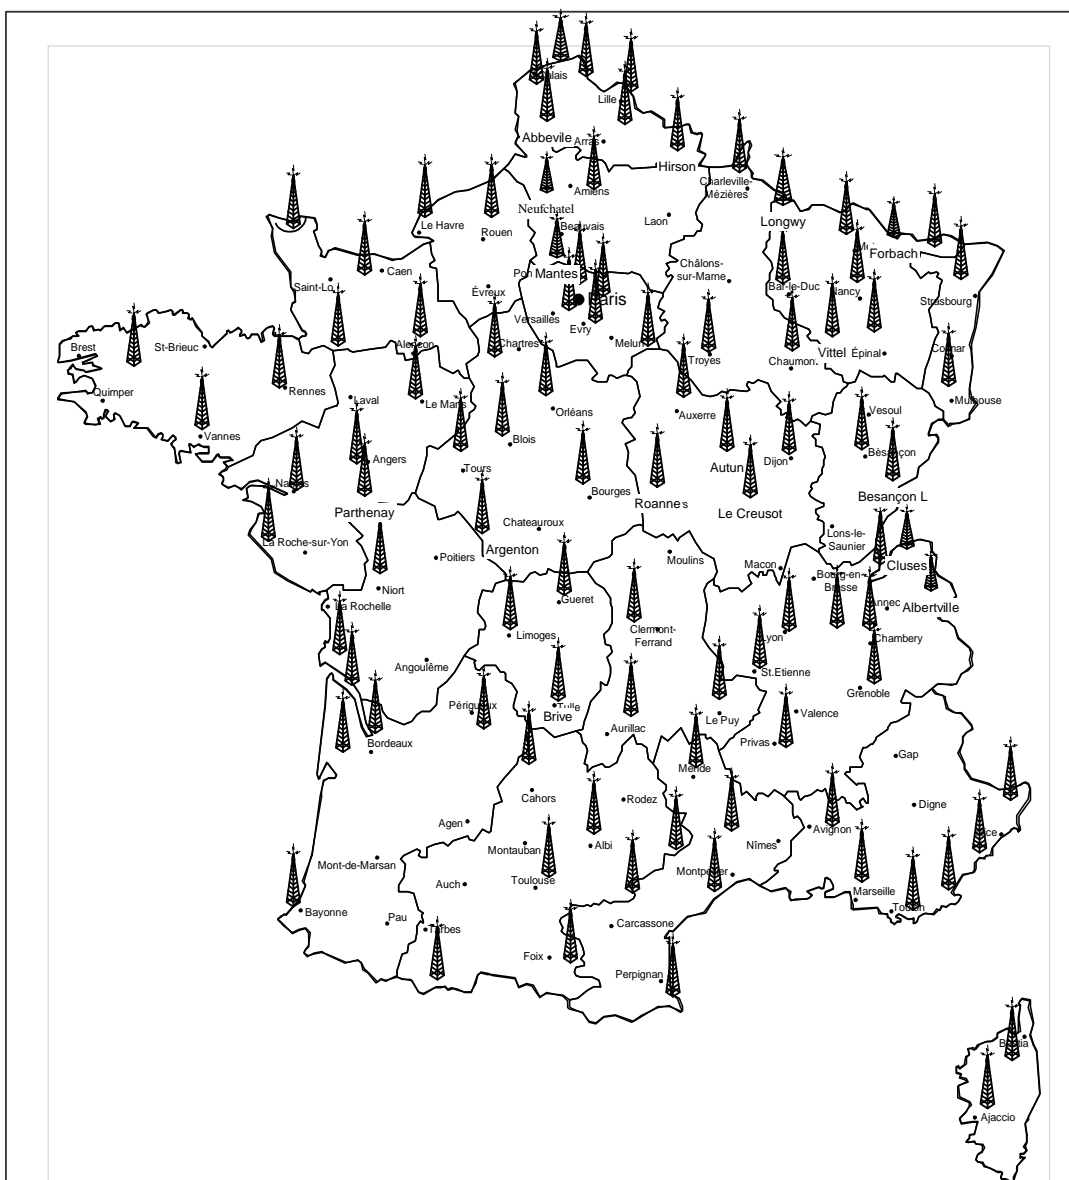 Lille
Abbevile
Hirson
Charleville-
Mézières
Amiens
Neufchatel
Laon
Longwy
Le Havre
Rouen
Beauvais
Forbach
Caen
Châlons-
sur-Marne
Mantes
Saint-Lo
Évreux
Bar-le-Duc
Nancy
Paris
Strasbourg
Versailles
Evry
Melun
Brest
St-Brieuc
Alençon
Chartres
Troyes
Chaumont
Vittel
Épinal
Colmar
Quimper
Rennes
Laval
Le Mans
Orléans
Auxerre
Vesoul
Mulhouse
Vannes
Blois
Angers
Tours
Autun
Dijon
Besançon
Nantes
Bourges
Roannes
Besançon L
Parthenay
Le Creusot
Chateauroux
Lons-le-
Saunier
La Roche-sur-Yon
Argenton
Poitiers
Moulins
Macon
Cluses
Bourg-en-
Bresse
Niort
Gueret
Albertville
La Rochelle
Limoges
Clermont-
Ferrand
Lyon
Chambery
Angoulême
St.Etienne
Grenoble
Périgueux
Tulle
Brive
Le Puy
Valence
Aurillac
Privas
Bordeaux
Gap
Mende
Cahors
Rodez
Digne
Agen
Avignon
Montauban
Albi
Nîmes
Mont-de-Marsan
Toulouse
Montpellier
Auch
Marseille
Bayonne
Pau
Toulon
Tarbes
Carcassone
Foix
Perpignan
Bastia
Ajaccio